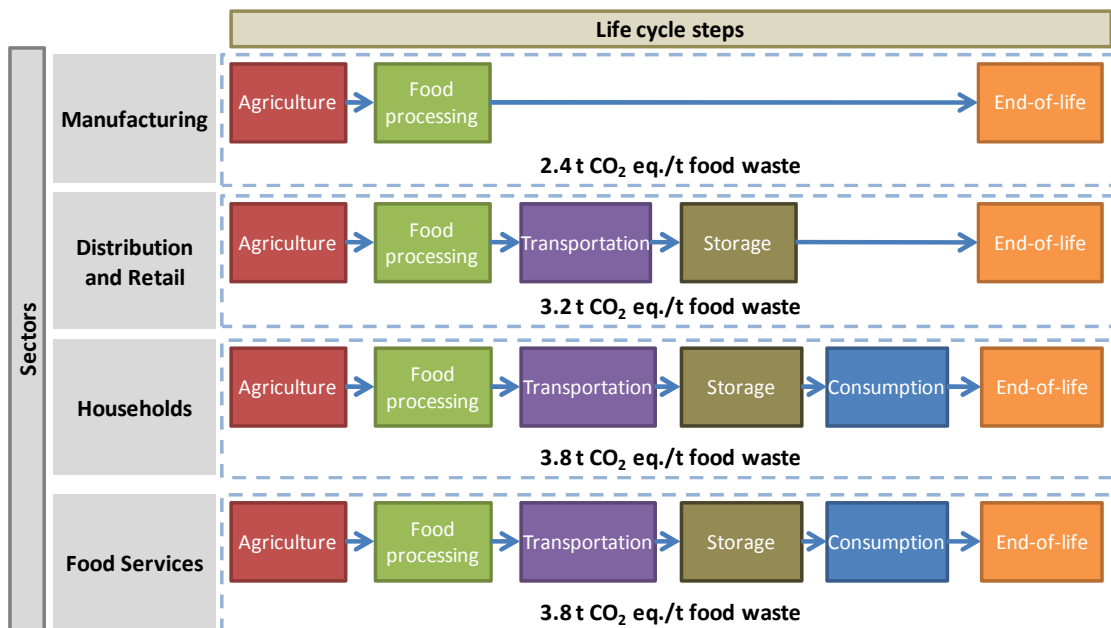 Life cycle steps
Sectors
Manufacturing
Agriculture
Food
processing
End-of-life
2.4 t CO₂ eq./t food waste
Distribution
and Retail
Agriculture
Food
processing
Transportation
Storage
End-of-life
3.2 t CO₂ eq./t food waste
Households
Agriculture
Food
processing
Transportation
Storage
Consumption
End-of-life
3.8 t CO₂ eq./t food waste
Food Services
Agriculture
Food
processing
Transportation
Storage
Consumption
End-of-life
3.8 t CO₂ eq./t food waste